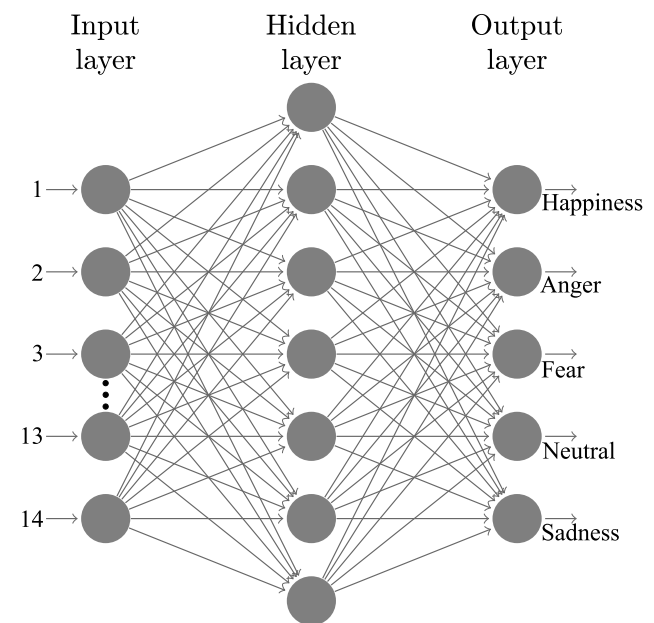 Input
layer
Hidden
layer
Output
layer
1
Happiness
2
Anger
3
Fear
13
Neutral
14
Sadness